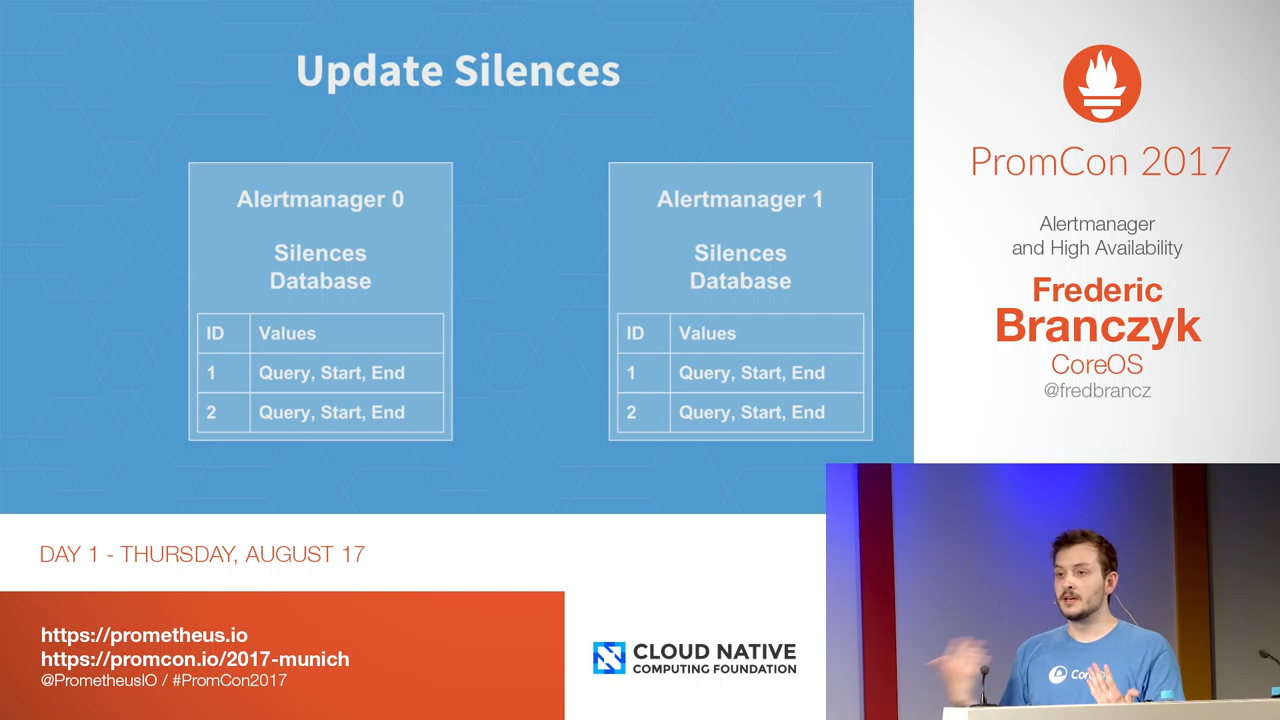 Update Silences
Alertmanager 0
Silences
Database
ID Values
1 Query, Start, End
2 Query, Start, End
Alertmanager 1
Silences
Database
ID Values
1 Query, Start, End
2 Query, Start, End
PromCon 2017
Alertmanager
and High Availability
Frederic
Branczyk
CoreOS
@fredbrancz
DAY 1 - THURSDAY, AUGUST 17
https://prometheus.io
https://promcon.io/2017-munich
@PrometheusIO / #PromCon2017
CLOUD NATIVE
COMPUTING FOUNDATION